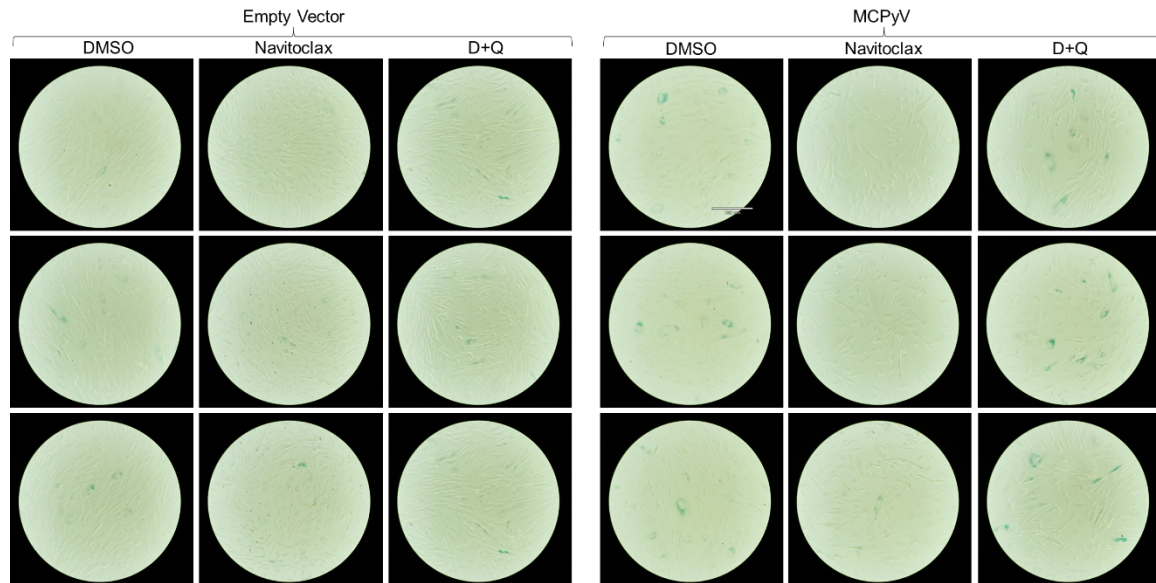 Empty Vector
MCPyV
DMSO
Navitoclax
D+Q
DMSO
Navitoclax
D+Q